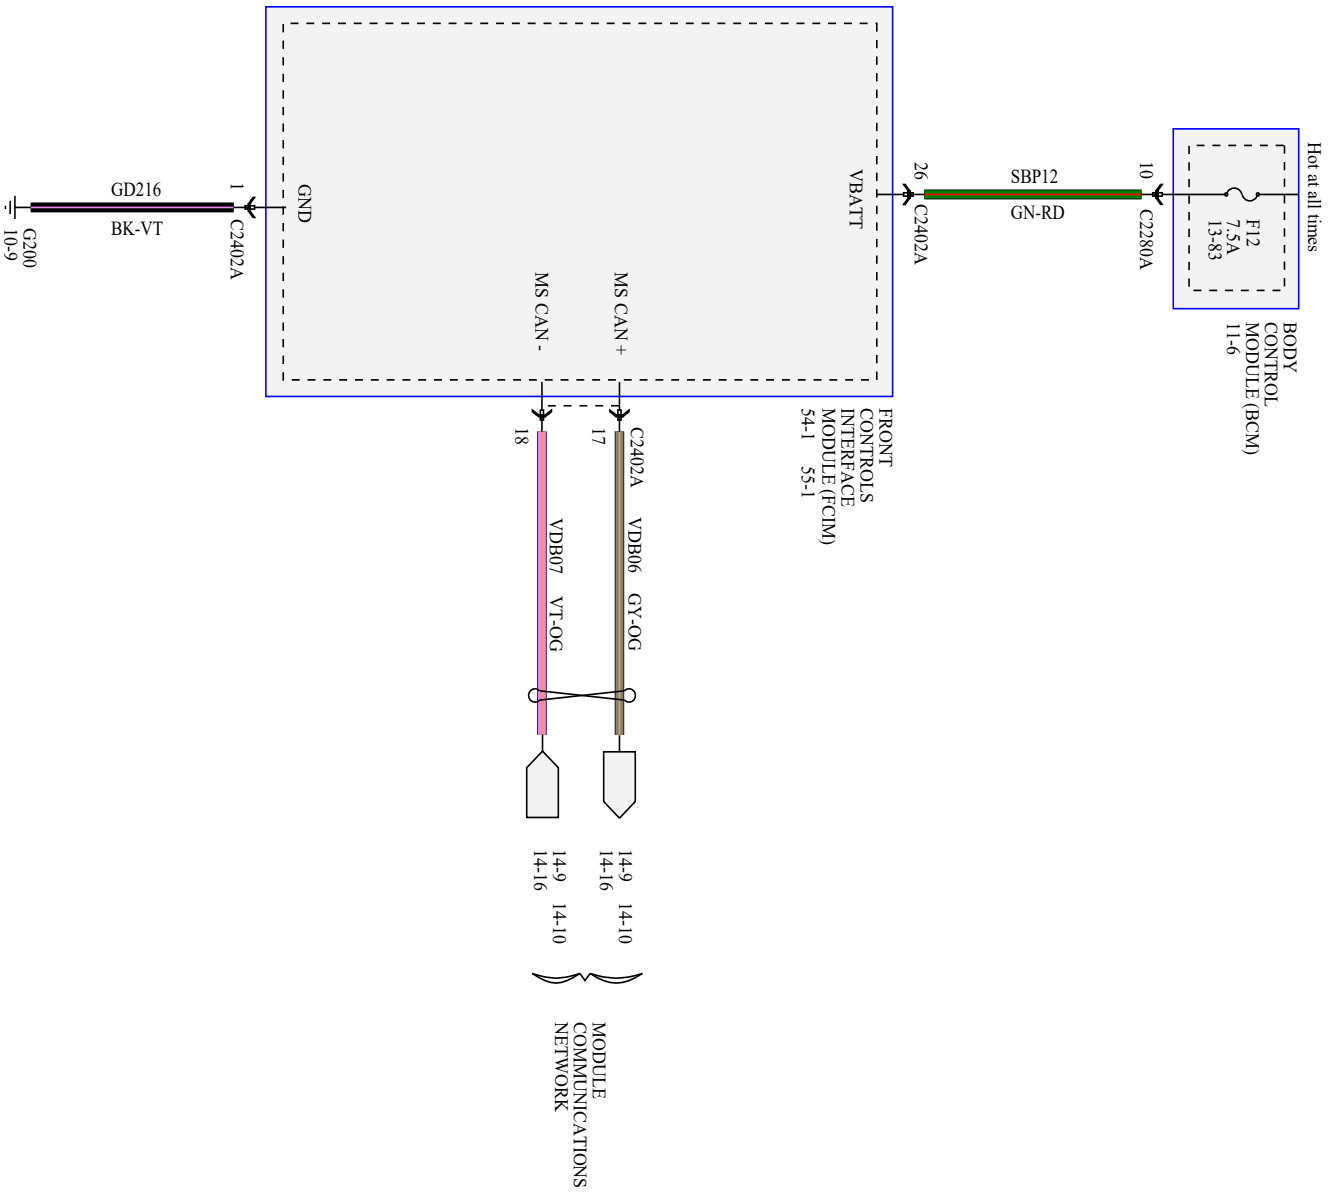 Hot at all times
F12
7.5A
13-83
BODY
CONTROL
MODULE (BCM)
11-6
10
C2280A
SBP12
GN-RD
26
C2402A
VBATT
FRONT
CONTROLS
INTERFACE
MODULE (FCIM)
54-1 55-1
MS CAN +
MS CAN -
C2402A
17
18
VDB06 GY-OG
VDB07 VT-OG
14-9 14-10
14-16
14-9 14-10
14-16
MODULE
COMMUNICATIONS
NETWORK
GND
1
C2402A
GD216
BK-VT
G200
10-9